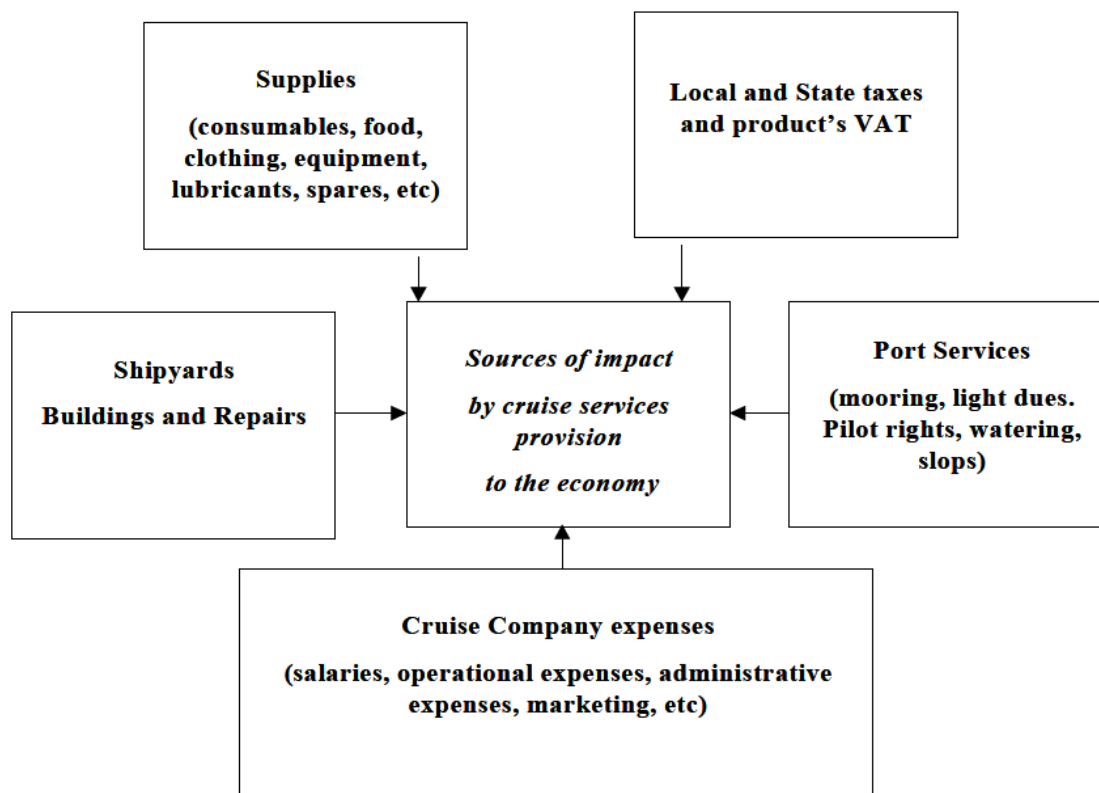 Supplies
(consumables, food,
clothing, equipment,
lubricants, spares, etc)
Local and State taxes
and product’s VAT
Shipyards
Buildings and Repairs
Sources of impact
by cruise services
provision
to the economy
Port Services
(mooring, light dues.
Pilot rights, watering,
slops)
Cruise Company expenses
(salaries, operational expenses, administrative
expenses, marketing, etc)